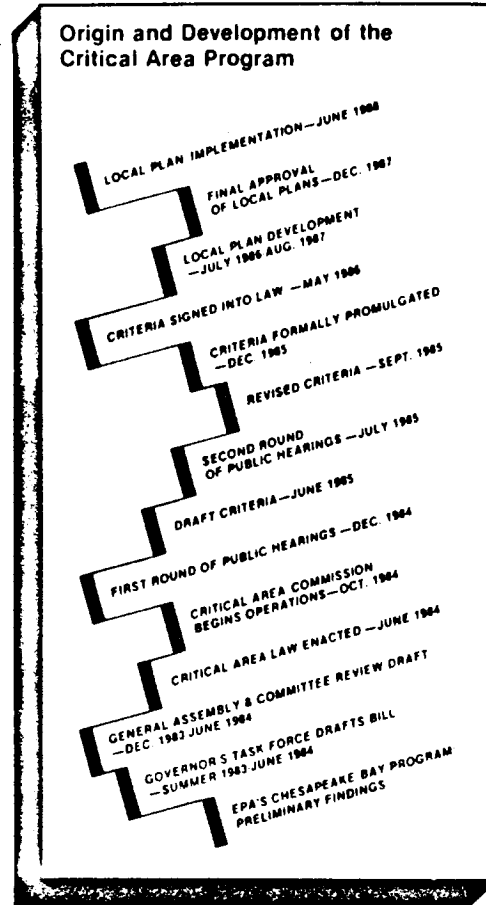 Origin and Development of the
Critical Area Program
LOCAL PLAN IMPLEMENTATION—JUNE 1988
FINAL APPROVAL
OF LOCAL PLANS—DEC. 1987
LOCAL PLAN DEVELOPMENT
—JULY 1986 AUG. 1987
CRITERIA SIGNED INTO LAW —MAY 1986
CRITERIA FORMALLY PROMULGATED
—DEC. 1985
REVISED CRITERIA —SEPT. 1985
SECOND ROUND
OF PUBLIC HEARINGS —JULY 1985
DRAFT CRITERIA—JUNE 1985
FIRST ROUND OF PUBLIC HEARINGS —DEC. 1984
CRITICAL AREA COMMISSION
BEGINS OPERATIONS—OCT. 1984
CRITICAL AREA LAW ENACTED —JUNE 1984
GENERAL ASSEMBLY & COMMITTEE REVIEW DRAFT
—DEC. 1983 JUNE 1984
GOVERNOR S TASK FORCE DRAFTS BILL
—SUMMER 1983 JUNE 1984
EPA'S CHESAPEAKE BAY PROGRAM
PRELIMINARY FINDINGS